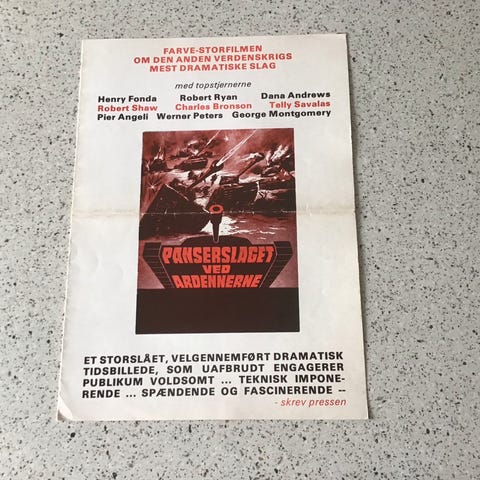 FARVE-STORFILMEN
OM DEN ANDEN VERDENSKRIGS
MEST DRAMATISKE SLAG
med topstjernerne
Henry Fonda Robert Ryan Dana Andrews
Robert Shaw Charles Bronson Telly Savalas
Pier Angeli Werner Peters George Montgomery
PANSERSLAGET
VED
ARDENNERNE
ET STORSLÅET, VELGENNEMFØRT DRAMATISK
TIDSBILLEDE, SOM UAFBRUDT ENGAGERER
PUBLIKUM VOLDSOMT ... TEKNISK IMPONE-
RENDE ... SPÆNDENDE OG FASCINERENDE --
- skrev pressen